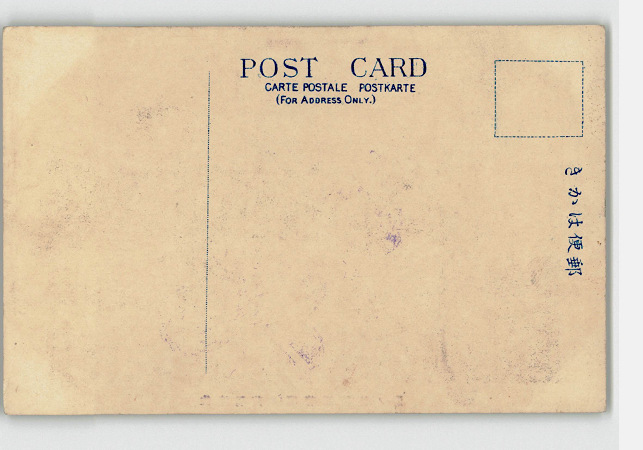 POST CARD
CARTE POSTALE POSTKARTE
(FOR ADDRESS ONLY.)
きかは便郵